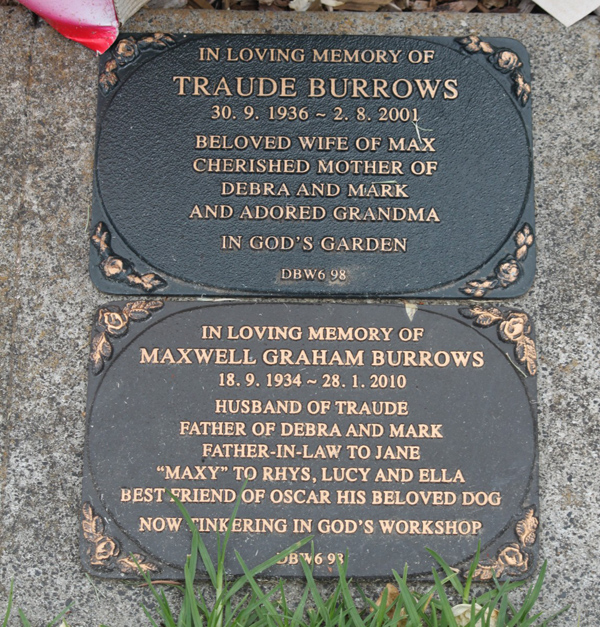 IN LOVING MEMORY OF
TRAUDE BURROWS
30. 9. 1936 ~ 2. 8. 2001
BELOVED WIFE OF MAX
CHERISHED MOTHER OF
DEBRA AND MARK
AND ADORED GRANDMA
IN GOD'S GARDEN
DBW6 98
IN LOVING MEMORY OF
MAXWELL GRAHAM BURROWS
18. 9. 1934 ~ 28. 1. 2010
HUSBAND OF TRAUDE
FATHER OF DEBRA AND MARK
FATHER-IN-LAW TO JANE
"MAXY" TO RHYS, LUCY AND ELLA
BEST FRIEND OF OSCAR HIS BELOVED DOG
NOW TINKERING IN GOD'S WORKSHOP
DBW6 98